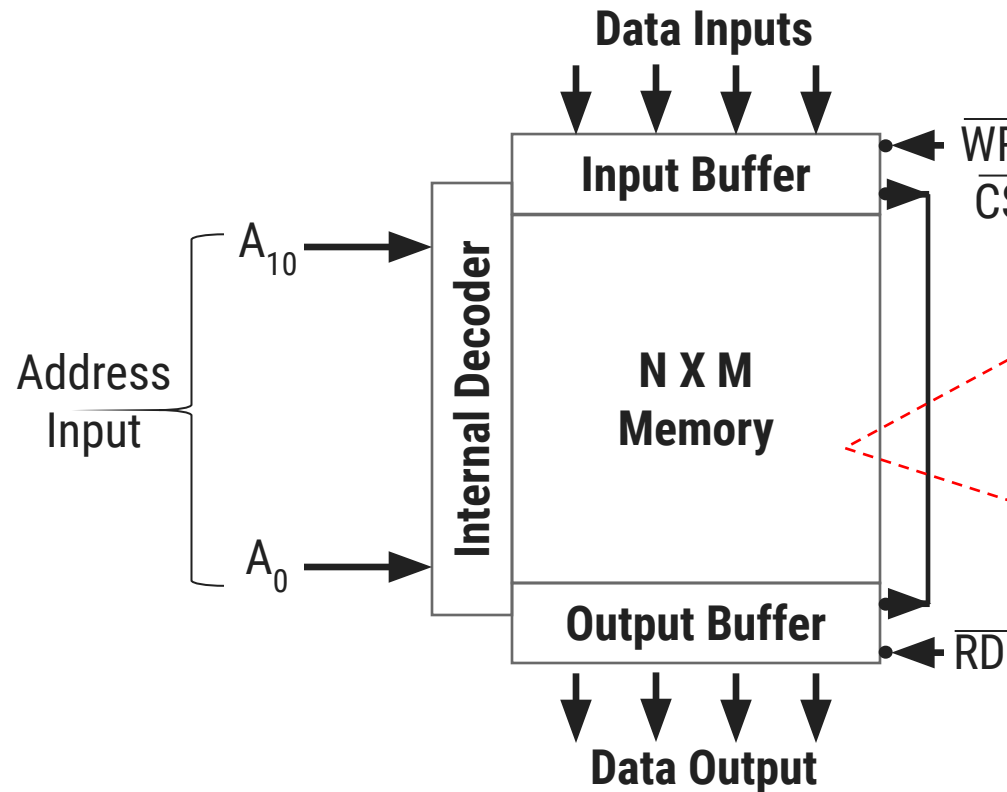 Data Inputs
Input Buffer
A₁₀
Internal Decoder
Address
Input
N X M
Memory
A₀
Output Buffer
RD
Data Output